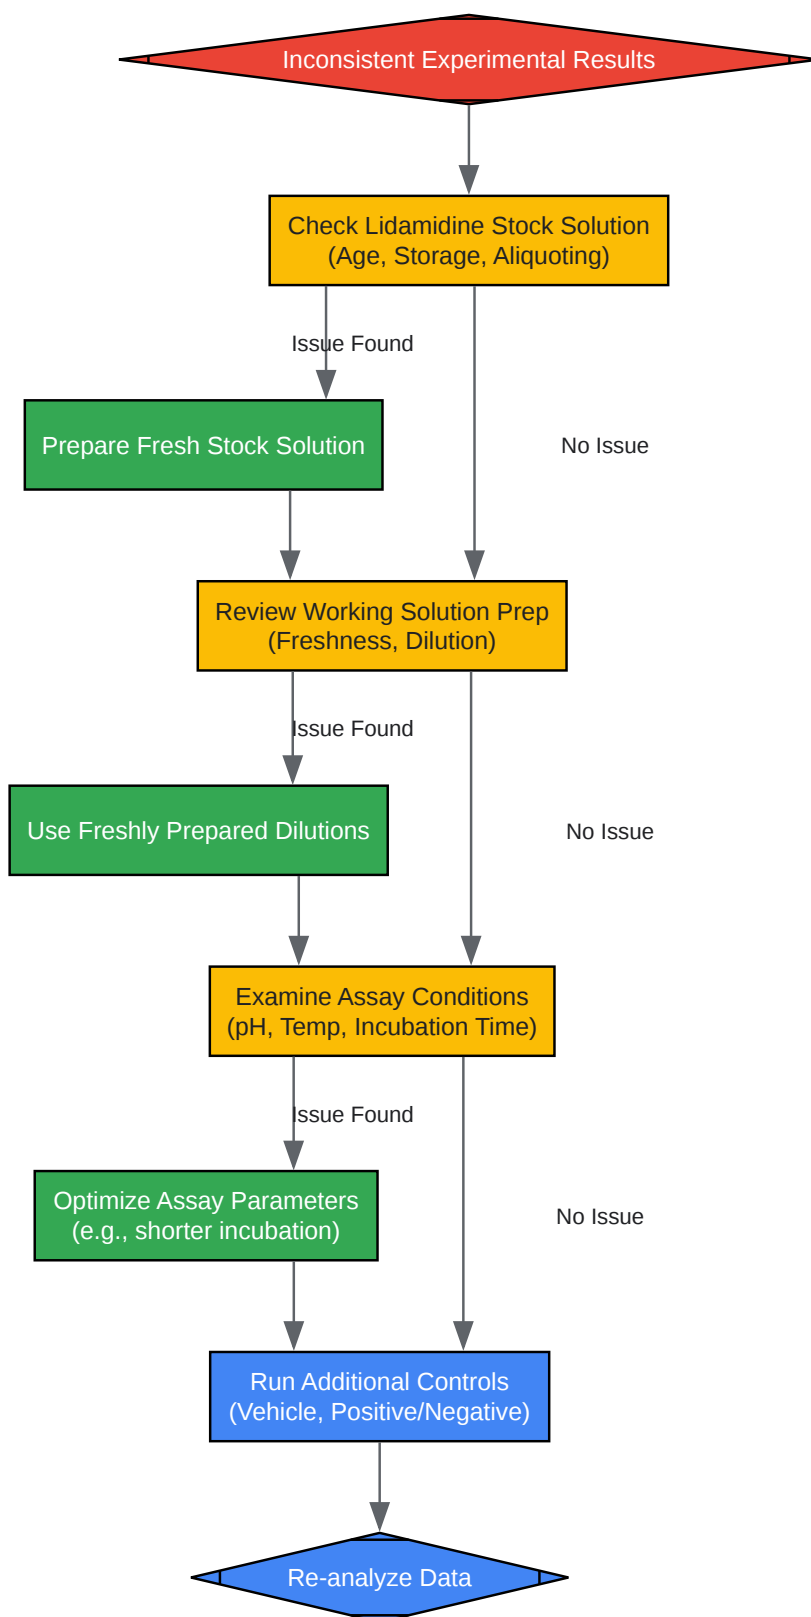 Inconsistent Experimental Results
Check Lidamidine Stock Solution
(Age, Storage, Aliquoting)
Issue Found
Prepare Fresh Stock Solution
No Issue
Review Working Solution Prep
(Freshness, Dilution)
Issue Found
Use Freshly Prepared Dilutions
No Issue
Examine Assay Conditions
(pH, Temp, Incubation Time)
Issue Found
Optimize Assay Parameters
(e.g., shorter incubation)
No Issue
Run Additional Controls
(Vehicle, Positive/Negative)
Re-analyze Data